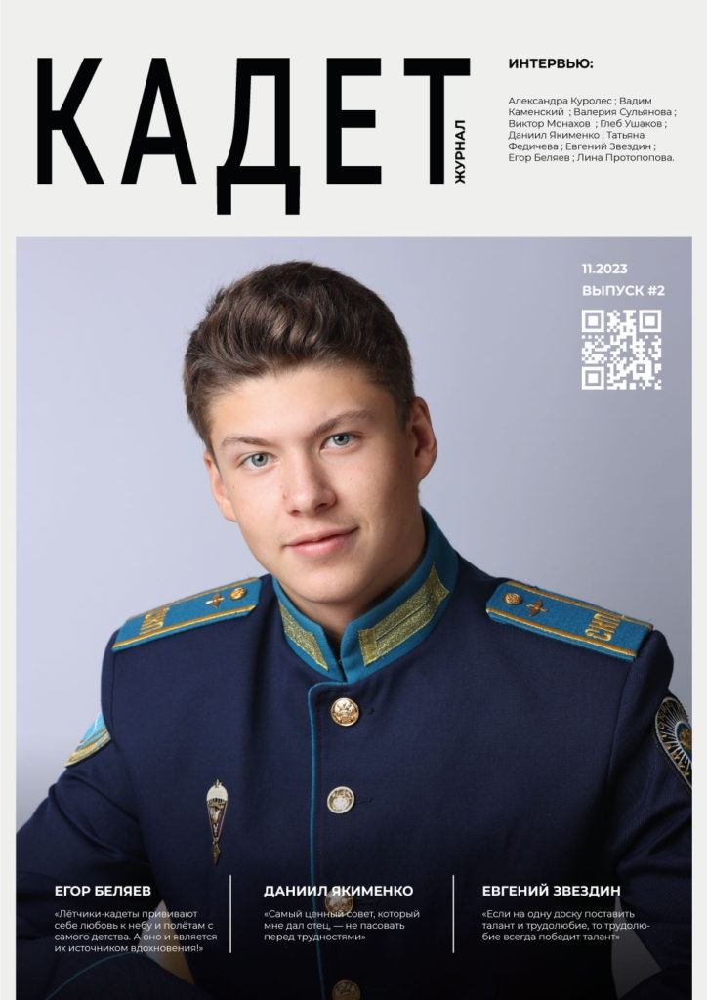 КАДЕТ
ЖУРНАЛ
ИНТЕРВЬЮ:
Александра Куролес ; Вадим
Каменский ; Валерия Сульянова ;
Виктор Монахов ; Глеб Ушаков ;
Даниил Якименко ; Татьяна
Федичева ; Евгений Звездин ;
Егор Беляев ; Лина Протопопова.
11.2023
ВЫПУСК #2
ЕГОР БЕЛЯЕВ
«Лётчики-кадеты прививают
себе любовь к небу и полётам с
самого детства. А оно и является
их источником вдохновения!»
ДАНИИЛ ЯКИМЕНКО
«Самый ценный совет, который
мне дал отец, — не пасовать
перед трудностями»
ЕВГЕНИЙ ЗВЕЗДИН
«Если на одну доску поставить
талант и трудолюбие, то трудолю-
бие всегда победит талант»